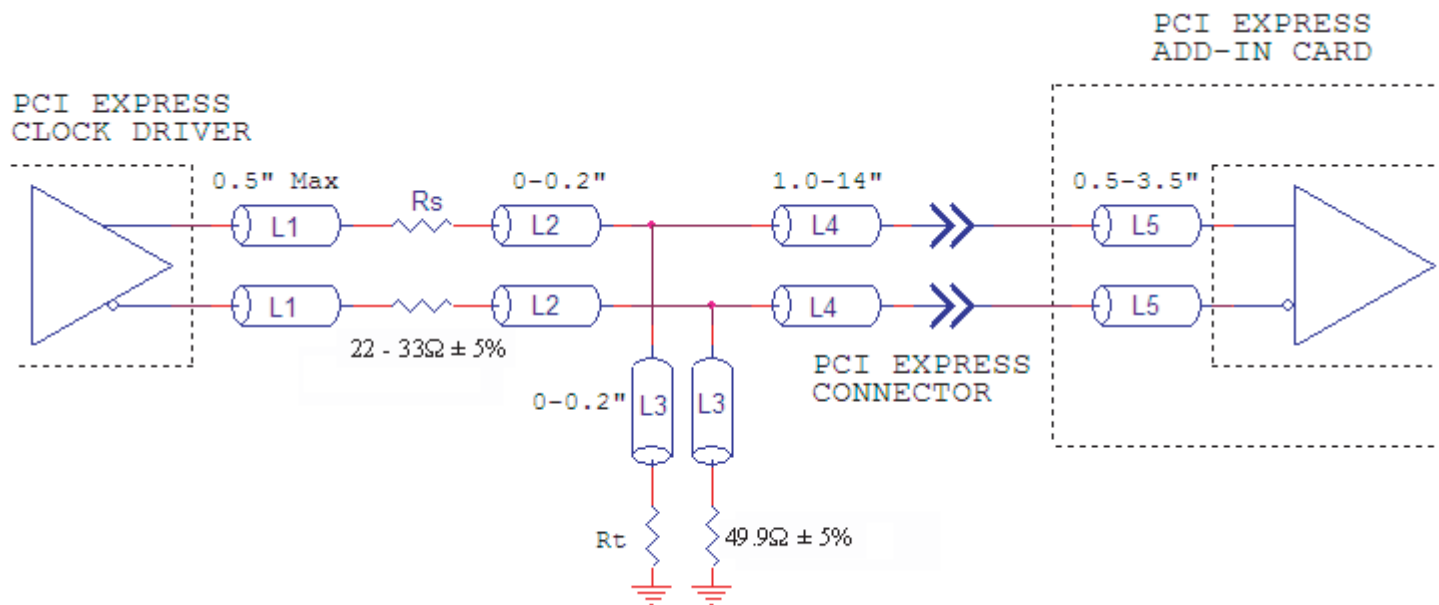 PCI EXPRESS
ADD-IN CARD
PCI EXPRESS
CLOCK DRIVER
0.5" Max
0-0.2"
1.0-14"
0.5-3.5"
L1
Rs
L2
L4
L5
L1
L2
L4
L5
22 - 33Ω ± 5%
PCI EXPRESS
CONNECTOR
0-0.2"
L3
L3
Rt
49.9Ω ± 5%